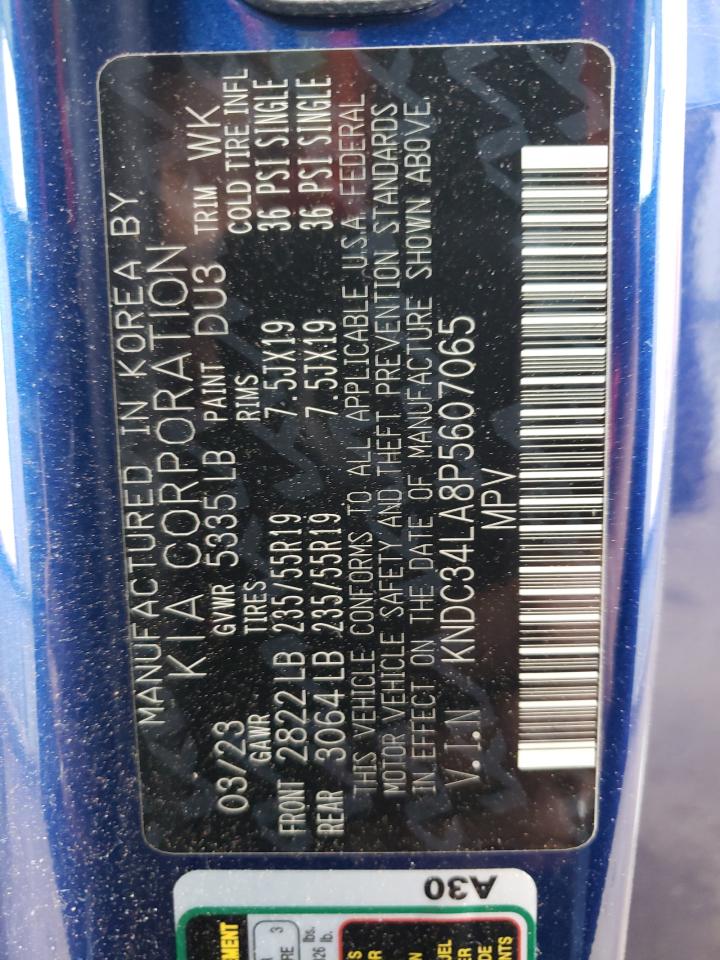 MANUFACTURED IN KOREA BY
KIA CORPORATION
03/23 GVWR 5335 LB PAINT DU3 TRIM WK
GAWR TIRES RIMS COLD TIRE INFL
FRONT 2822 LB 235/55R19 7.5JX19 36 PSI SINGLE
REAR 3064 LB 235/55R19 7.5JX19 36 PSI SINGLE
THIS VEHICLE CONFORMS TO ALL APPLICABLE U.S.A. FEDERAL
MOTOR VEHICLE SAFETY AND THEFT PREVENTION STANDARDS
IN EFFECT ON THE DATE OF MANUFACTURE SHOWN ABOVE.
V.I.N KNDC34LA8P5607065
MPV
A30
3